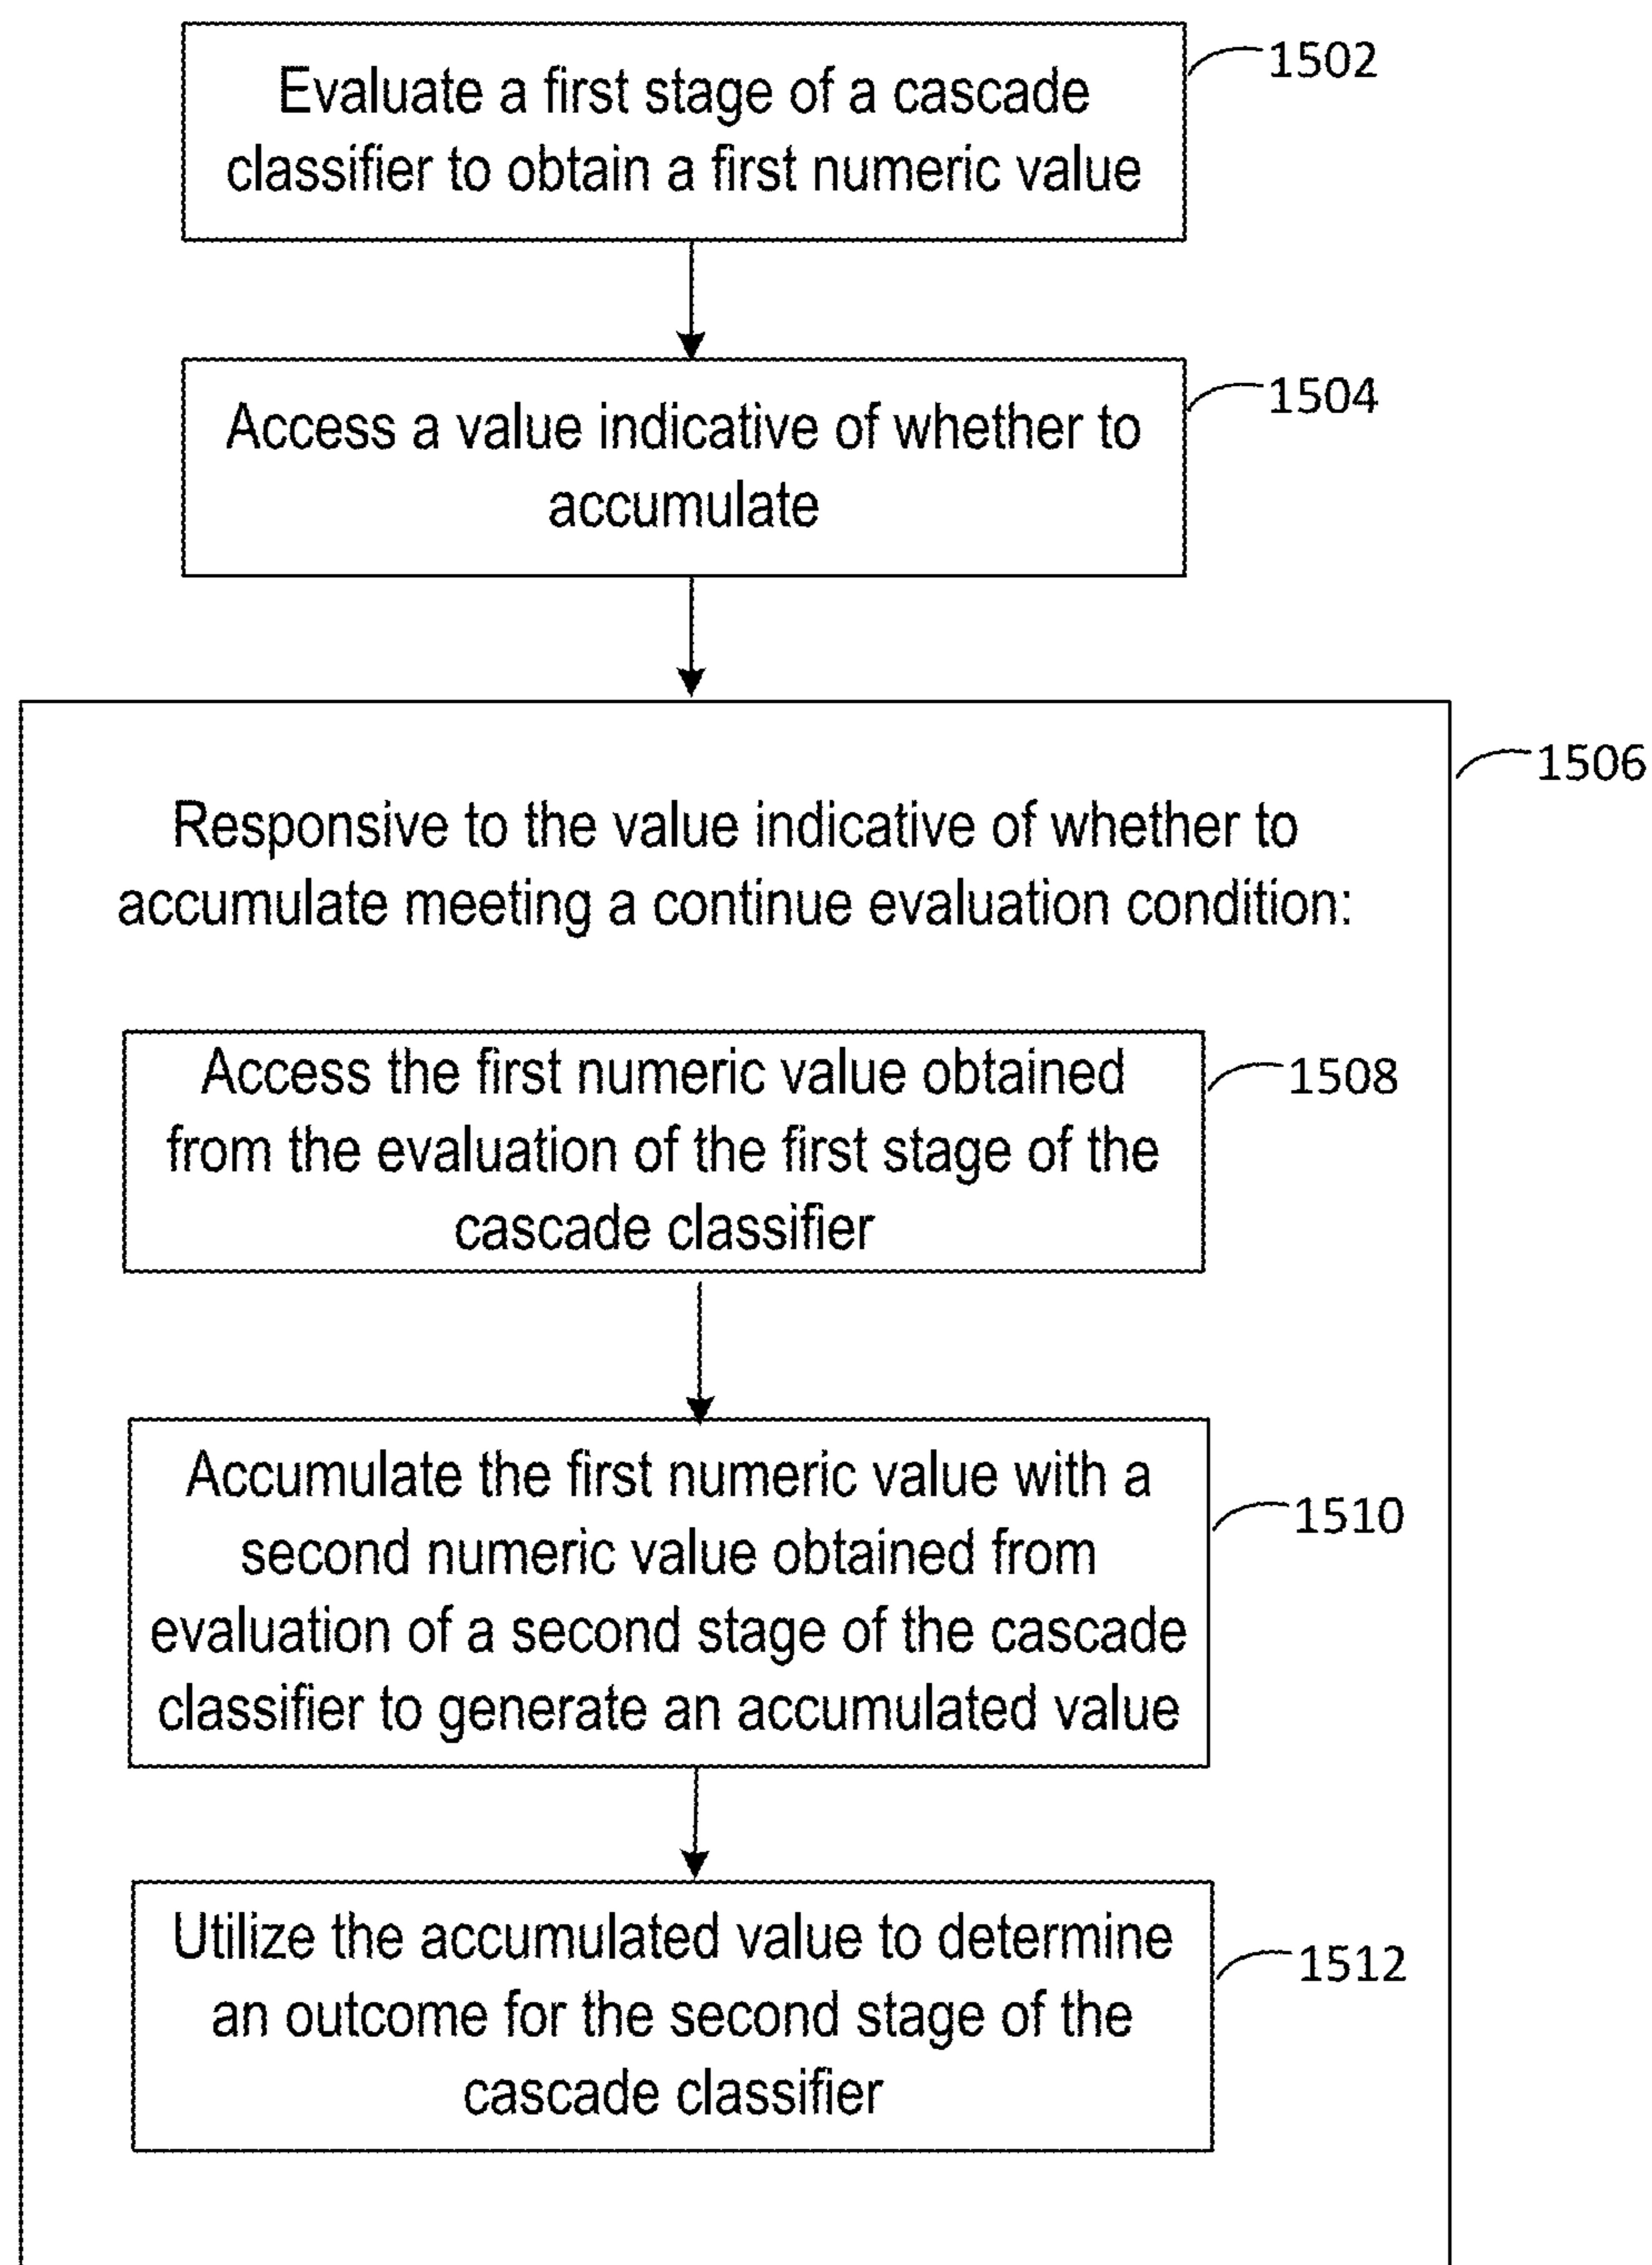 Evaluate a first stage of a cascade
classifier to obtain a first numeric value
1502
Access a value indicative of whether to
accumulate
1504
Responsive to the value indicative of whether to
accumulate meeting a continue evaluation condition:
1506
Access the first numeric value obtained
from the evaluation of the first stage of the
cascade classifier
1508
Accumulate the first numeric value with a
second numeric value obtained from
evaluation of a second stage of the cascade
classifier to generate an accumulated value
1510
Utilize the accumulated value to determine
an outcome for the second stage of the
cascade classifier
1512